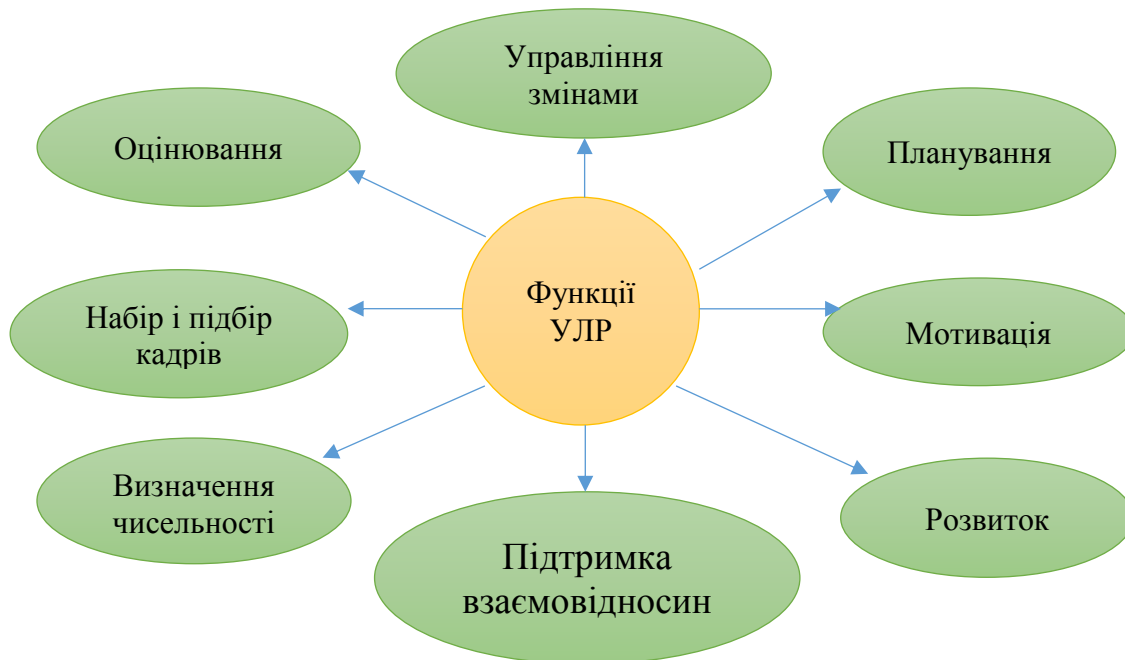 Управління
змінами
Оцінювання
Планування
Функції
УЛР
Набір і підбір
кадрів
Мотивація
Визначення
чисельності
Розвиток
Підтримка
взаємовідносин